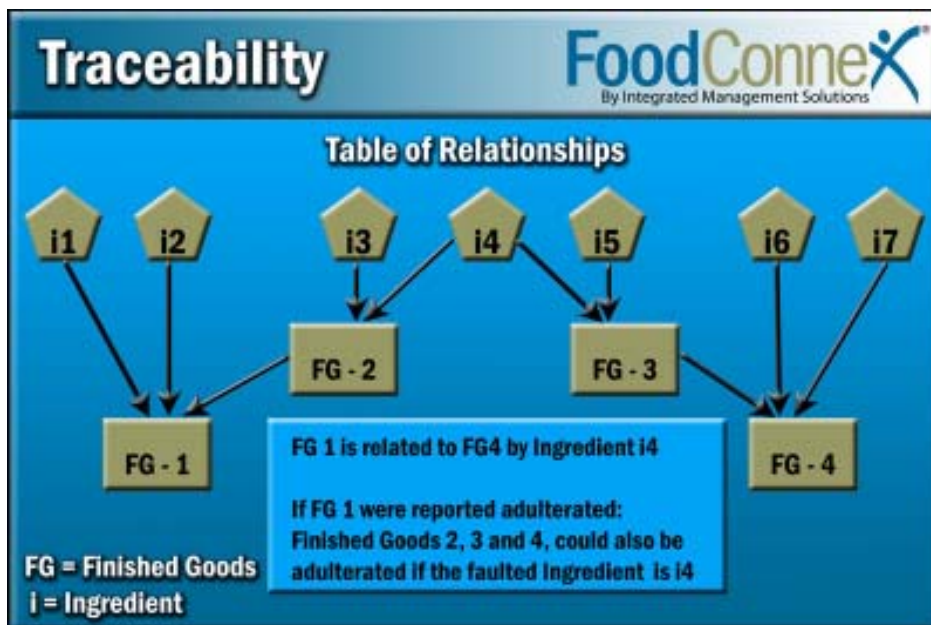 Traceability
FoodConneX
By Integrated Management Solutions
Table of Relationships
i1 i2 i3 i4 i5 i6 i7
FG - 2 FG - 3
FG - 1 FG - 4
FG 1 is related to FG4 by Ingredient i4
If FG 1 were reported adulterated:
Finished Goods 2, 3 and 4, could also be
adulterated if the faulted Ingredient is i4
FG = Finished Goods
i = Ingredient